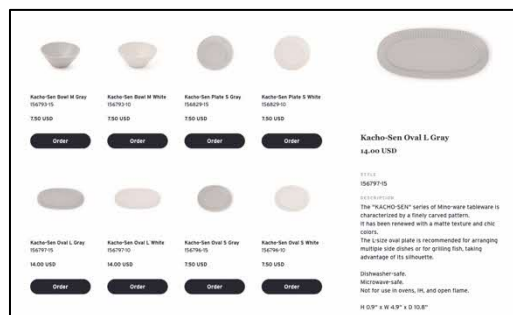 Kacho-Sen Bowl M Gray
156793-15
7.50 USD
Order
Kacho-Sen Bowl M White
156793-10
7.50 USD
Order
Kacho-Sen Plate S Gray
156829-15
7.50 USD
Order
Kacho-Sen Plate S White
156829-10
7.50 USD
Order
Kacho-Sen Oval L Gray
156797-15
14.00 USD
Order
Kacho-Sen Oval L White
156797-10
14.00 USD
Order
Kacho-Sen Oval S Gray
156796-15
7.50 USD
Order
Kacho-Sen Oval S White
156796-10
7.50 USD
Order
Kacho-Sen Oval L Gray
14.00 USD
STYLE
156797-15
DESCRIPTION
The "KACHO-SEN" series of Mino-ware tableware is
characterized by a finely carved pattern.
It has been renewed with a matte texture and chic
colors.
The L-size oval plate is recommended for arranging
multiple side dishes or for grilling fish, taking
advantage of its silhouette.
Dishwasher-safe.
Microwave-safe.
Not for use in ovens, IH, and open flame.
H 0.9" x W 4.9" x D 10.8"